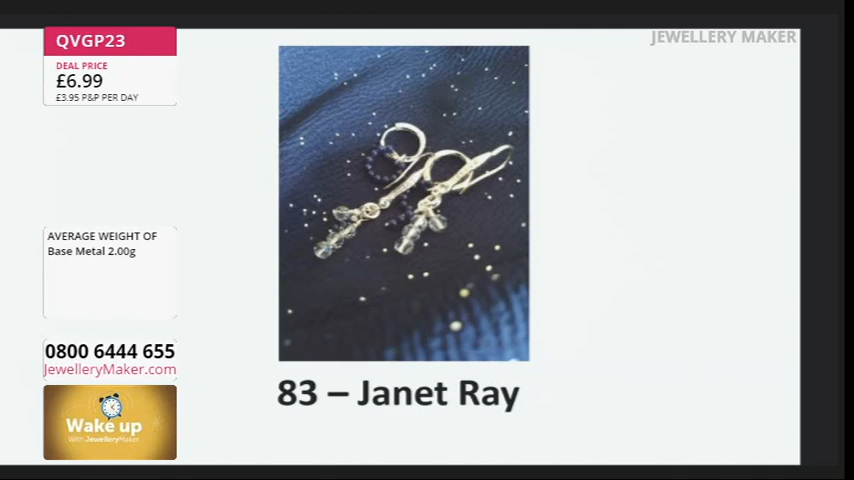 QVGP23
DEAL PRICE
£6.99
£3.95 P&P PER DAY
JEWELLERY MAKER
AVERAGE WEIGHT OF
Base Metal 2.00g
0800 6444 655
JewelleryMaker.com
Wake up
With JewelleryMaker
83 – Janet Ray